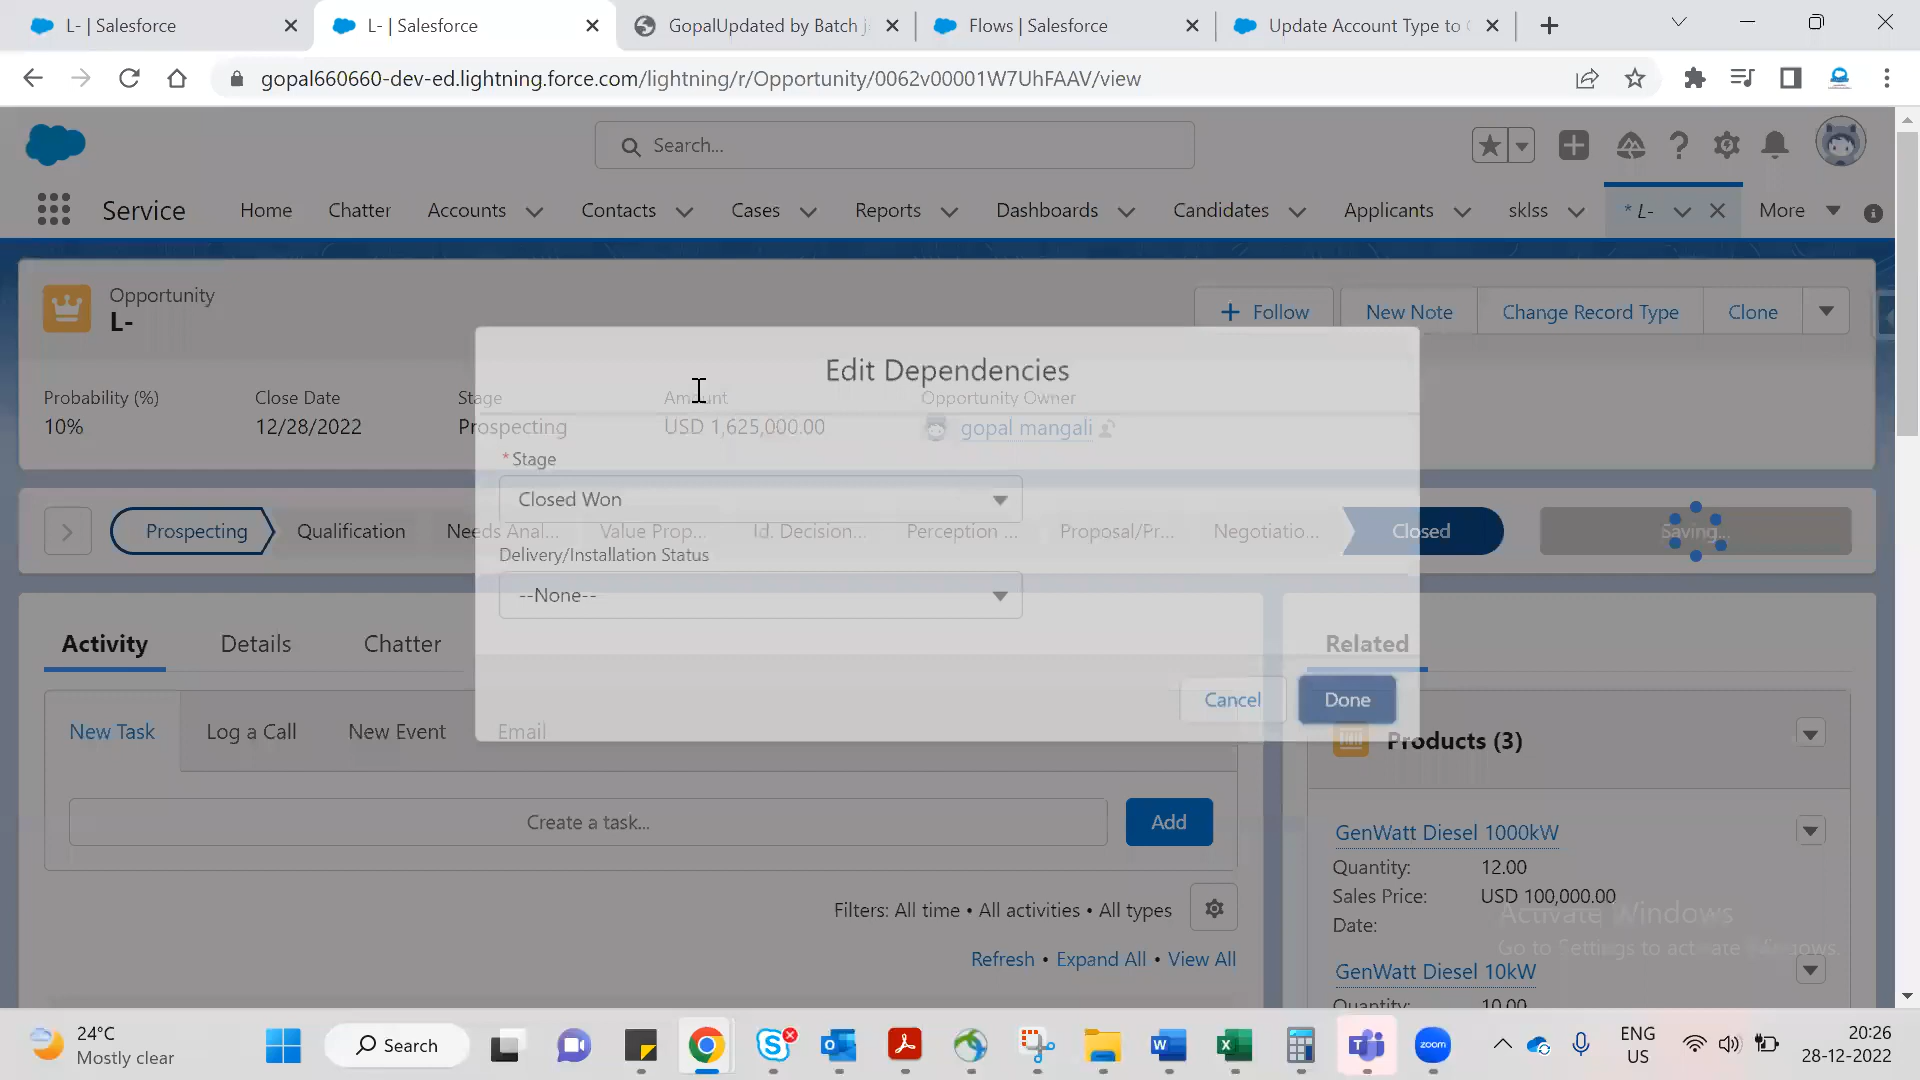 L- | Salesforce
L- | Salesforce
GopalUpdated by Batch j
Flows | Salesforce
Update Account Type to
gopal660660-dev-ed.lightning.force.com/lightning/r/Opportunity/0062v00001W7UhFAAV/view
Search...
Service
Home
Chatter
Accounts
Contacts
Cases
Reports
Dashboards
Candidates
Applicants
sklss
* L-
More
Opportunity
L-
Follow
New Note
Change Record Type
Clone
Edit Dependencies
Probability (%)
Close Date
Stage
Amount
Opportunity Owner
10%
12/28/2022
Prospecting
USD 1,625,000.00
gopal mangali
*Stage
Closed Won
Prospecting
Qualification
Needs Anal...
Value Prop...
Id. Decision...
Perception ...
Proposal/Pr...
Negotiatio...
Closed
Saving...
Delivery/Installation Status
--None--
Activity
Details
Chatter
Related
Cancel
Done
New Task
Log a Call
New Event
Email
Products (3)
Create a task...
Add
GenWatt Diesel 1000kW
Quantity: 12.00
Sales Price: USD 100,000.00
Date:
Filters: All time • All activities • All types
Refresh • Expand All • View All
Activate Windows
Go to Settings to activate Windows.
GenWatt Diesel 10kW
Quantity: 10.00
24°C
Mostly clear
Search
zoom
ENG
US
20:26
28-12-2022